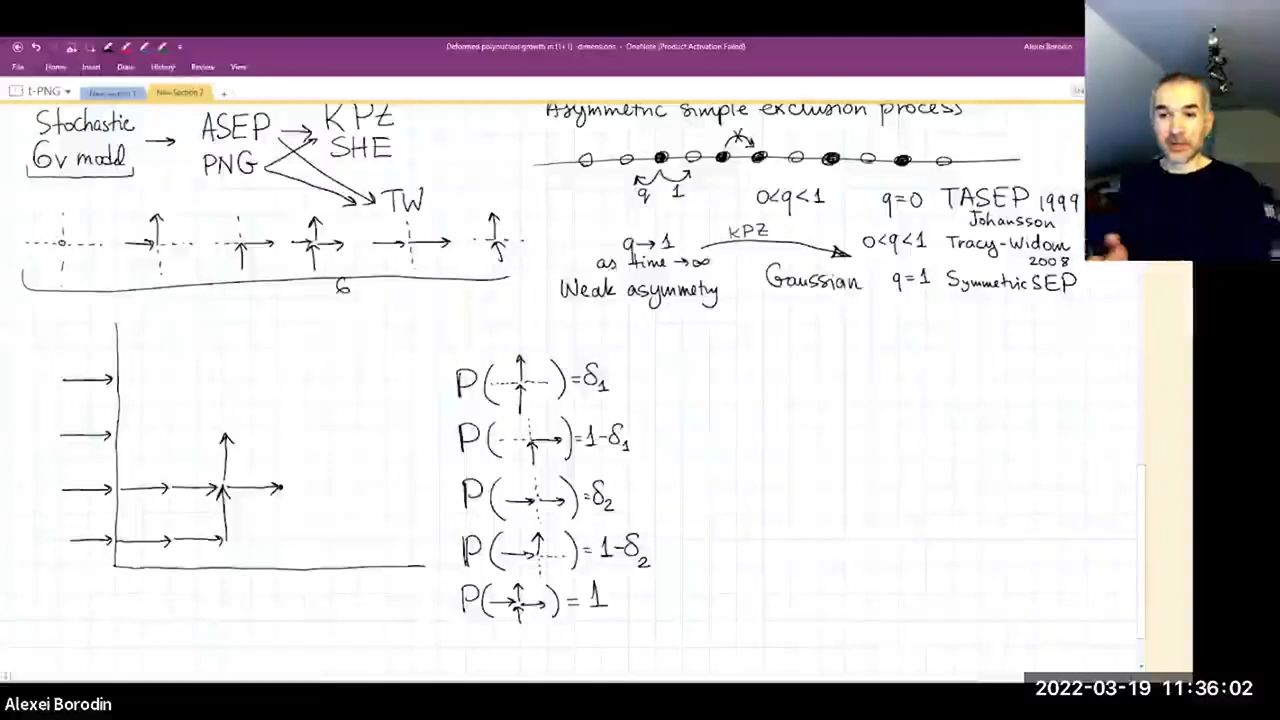 Deformed polynuclear growth in (1+1) dimensions - OneNote (Product Activation Failed)
Alexei Borodin
File Home Insert Draw History Review View
t-PNG
New Section 1
New Section 2
Asymmetric simple exclusion process
Stochastic
6v model
→ ASEP → KPZ
PNG SHE
TW
6
q 1
0<q<1
q=0 TASEP 1999
Johansson
0<q<1 Tracy-Widom
2008
q=1 Symmetric SEP
q→1
as time →∞
Weak asymmetry
KPZ
Gaussian
P( )=δ₁
P( )=1-δ₁
P( )=δ₂
P( )=1-δ₂
P( )=1
2022-03-19 11:36:02
Alexei Borodin